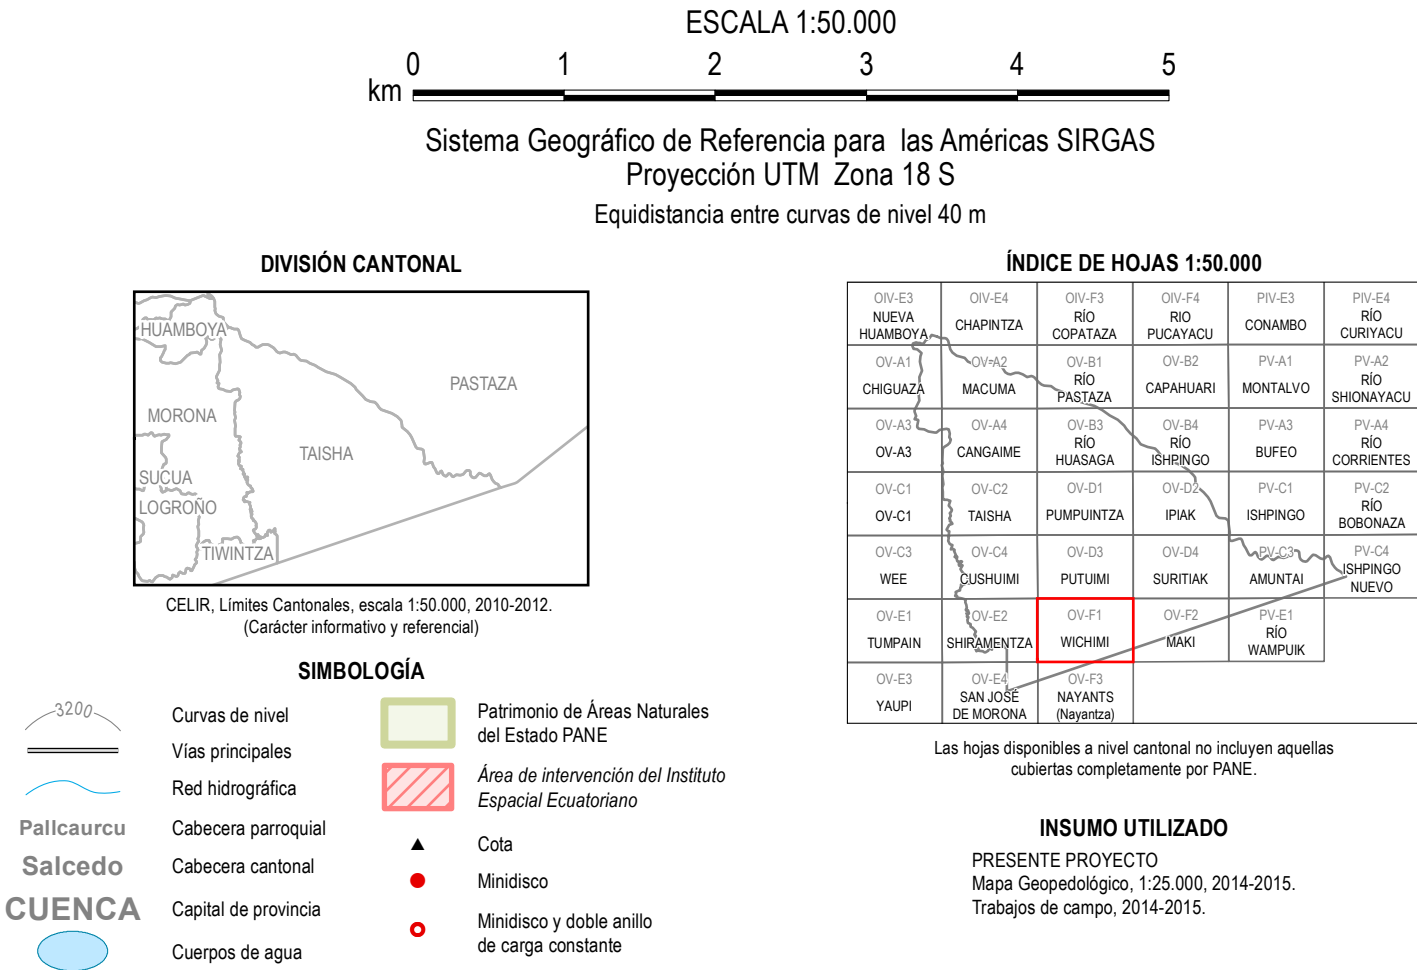 ESCALA 1:50.000
0 1 2 3 4 5
km
Sistema Geográfico de Referencia para las Américas SIRGAS
Proyección UTM Zona 18 S
Equidistancia entre curvas de nivel 40 m
DIVISIÓN CANTONAL
HUAMBOYA
PASTAZA
MORONA
TAISHA
SUCUA
LOGROÑO
TIWINTZA
CELIR, Límites Cantonales, escala 1:50.000, 2010-2012.
(Carácter informativo y referencial)
ÍNDICE DE HOJAS 1:50.000
OIV-E3 OIV-E4 OIV-F3 OIV-F4 PIV-E3 PIV-E4
NUEVA HUAMBOYA CHAPINTZA RÍO COPATAZA RIO PUCAYACU CONAMBO RÍO CURIYACU
OV-A1 OV-A2 OV-B1 OV-B2 PV-A1 PV-A2
CHIGUAZA MACUMA RÍO PASTAZA CAPAHUARI MONTALVO RÍO SHIONAYACU
OV-A3 OV-A4 OV-B3 OV-B4 PV-A3 PV-A4
OV-A3 CANGAIME RÍO HUASAGA RÍO ISHPINGO BUFEO RÍO CORRIENTES
OV-C1 OV-C2 OV-D1 OV-D2 PV-C1 PV-C2
OV-C1 TAISHA PUMPUINTZA IPIAK ISHPINGO RÍO BOBONAZA
OV-C3 OV-C4 OV-D3 OV-D4 PV-C3 PV-C4
WEE CUSHUIMI PUTUIMI SURITIAK AMUNTAI ISHPINGO NUEVO
OV-E1 OV-E2 OV-F1 OV-F2 PV-E1
TUMPAIN SHIRAMENTZA WICHIMI MAKI RÍO WAMPUIK
OV-E3 OV-E4 OV-F3
YAUPI SAN JOSÉ DE MORONA NAYANTS (Nayantza)
Las hojas disponibles a nivel cantonal no incluyen aquellas
cubiertas completamente por PANE.
SIMBOLOGÍA
3200
Curvas de nivel
Vías principales
Red hidrográfica
Pallcaurcu Cabecera parroquial
Salcedo Cabecera cantonal
CUENCA Capital de provincia
Cuerpos de agua
Patrimonio de Áreas Naturales
del Estado PANE
Área de intervención del Instituto
Espacial Ecuatoriano
Cota
Minidisco
Minidisco y doble anillo
de carga constante
INSUMO UTILIZADO
PRESENTE PROYECTO
Mapa Geopedológico, 1:25.000, 2014-2015.
Trabajos de campo, 2014-2015.